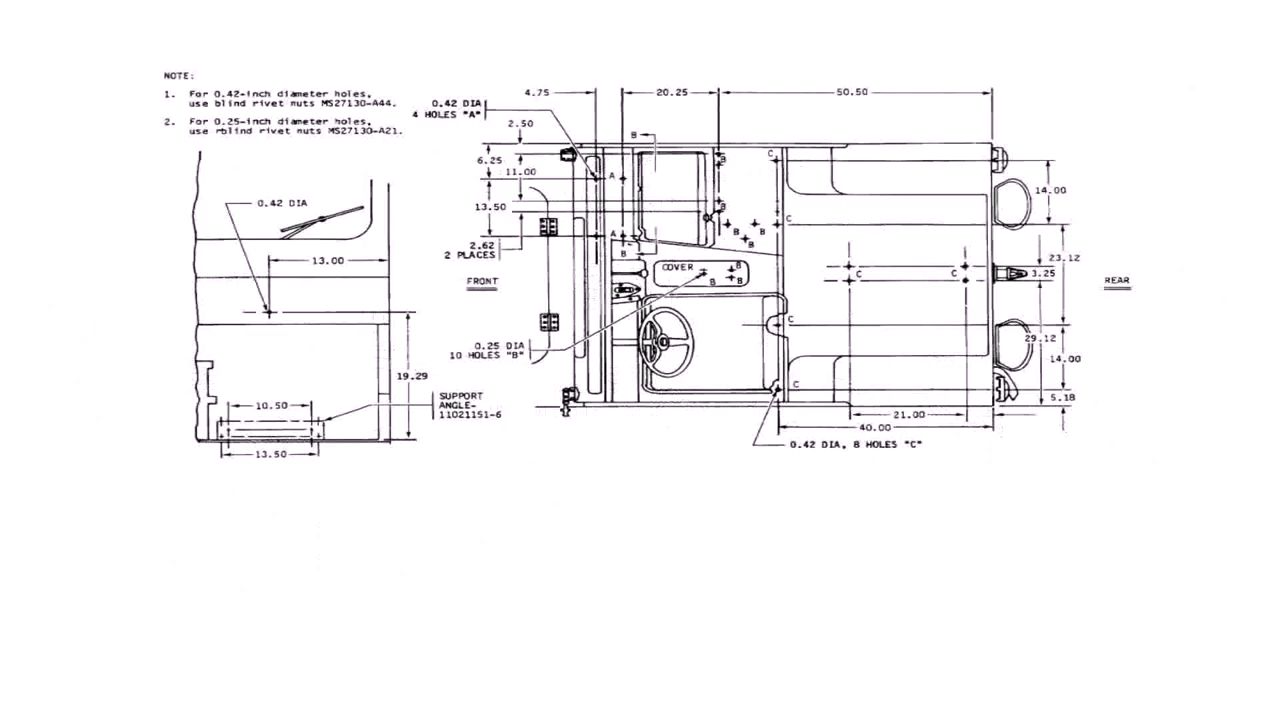 NOTE:
1. For 0.42-inch diameter holes,
use blind rivet nuts MS27130-A44.
2. For 0.25-inch diameter holes,
use rblind rivet nuts MS27130-A21.
0.42 DIA
13.00
19.29
10.50
13.50
SUPPORT
ANGLE-
11021151-6
0.42 DIA
4 HOLES "A"
4.75
20.25
50.50
2.50
6.25
11.00
13.50
2.62
2 PLACES
FRONT
0.25 DIA
10 HOLES "B"
B
A
A
B
B
B
B
B
B
COVER
B
B
B
C
C
C
C
C
C
14.00
23.12
3.25
29.12
14.00
5.18
REAR
21.00
40.00
0.42 DIA, 8 HOLES "C"